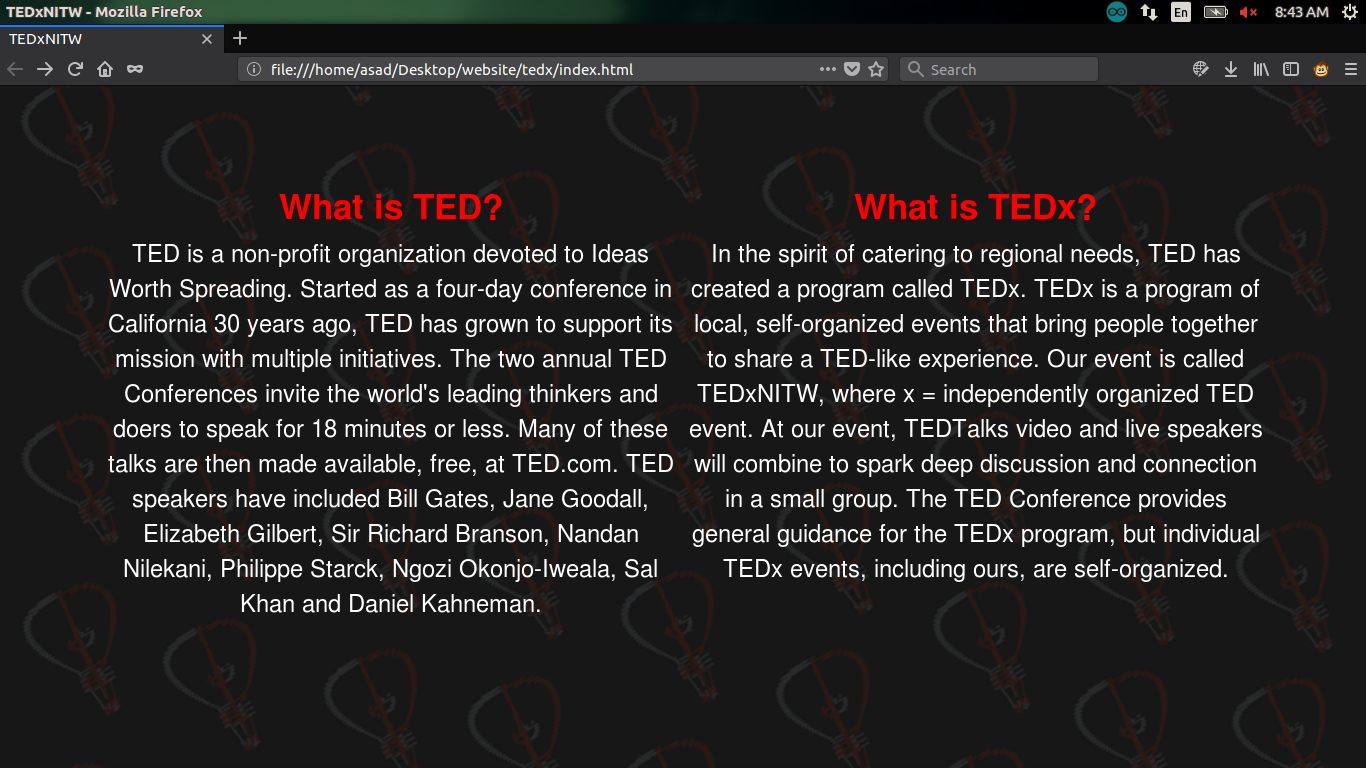 TEDxNITW - Mozilla Firefox
En
8:43 AM
TEDxNITW
file:///home/asad/Desktop/website/tedx/index.html
Search
What is TED?
TED is a non-profit organization devoted to Ideas
Worth Spreading. Started as a four-day conference in
California 30 years ago, TED has grown to support its
mission with multiple initiatives. The two annual TED
Conferences invite the world's leading thinkers and
doers to speak for 18 minutes or less. Many of these
talks are then made available, free, at TED.com. TED
speakers have included Bill Gates, Jane Goodall,
Elizabeth Gilbert, Sir Richard Branson, Nandan
Nilekani, Philippe Starck, Ngozi Okonjo-Iweala, Sal
Khan and Daniel Kahneman.
What is TEDx?
In the spirit of catering to regional needs, TED has
created a program called TEDx. TEDx is a program of
local, self-organized events that bring people together
to share a TED-like experience. Our event is called
TEDxNITW, where x = independently organized TED
event. At our event, TEDTalks video and live speakers
will combine to spark deep discussion and connection
in a small group. The TED Conference provides
general guidance for the TEDx program, but individual
TEDx events, including ours, are self-organized.